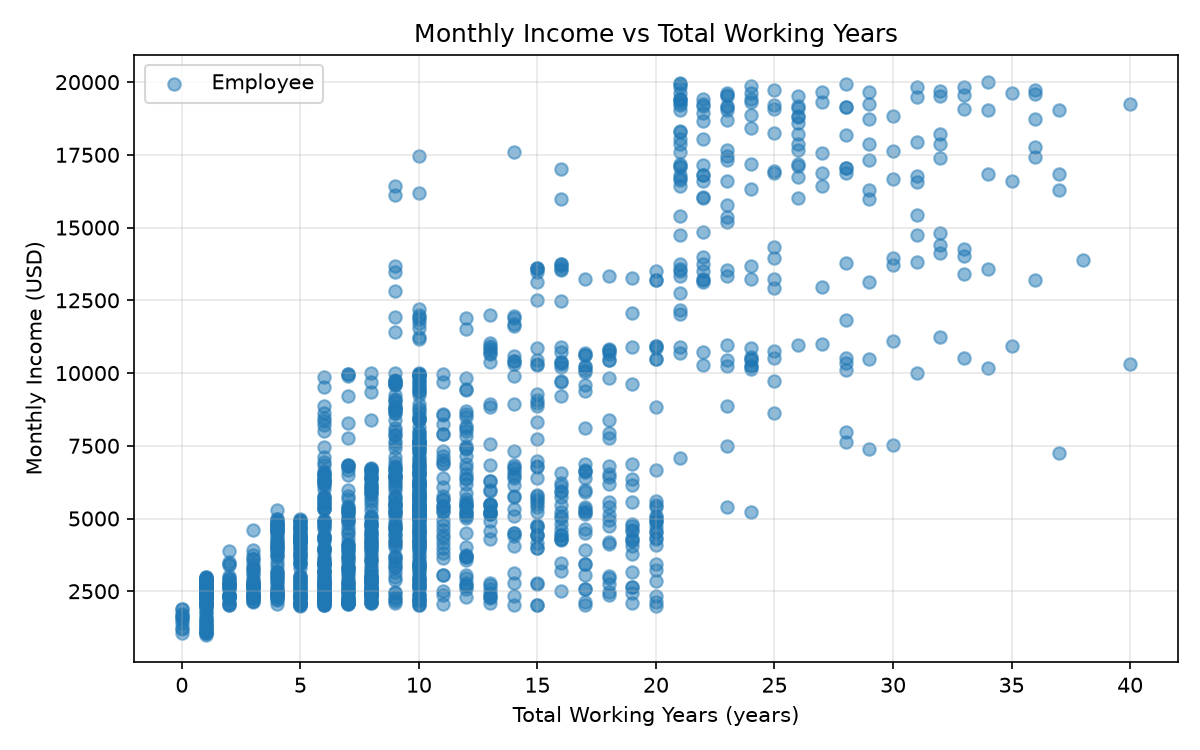 Monthly Income vs Total Working Years
Employee
20000
17500
15000
12500
10000
7500
5000
2500
Monthly Income (USD)
0 5 10 15 20 25 30 35 40
Total Working Years (years)